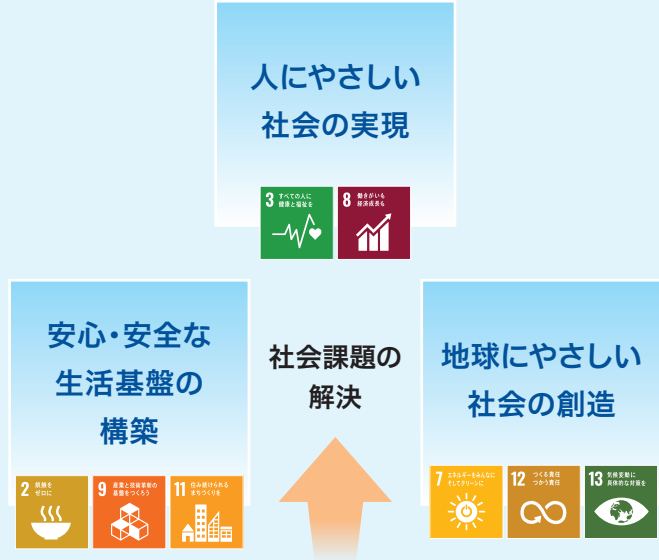 人にやさしい
社会の実現
3 すべての人に
健康と福祉を
8 働きがいも
経済成長も
安心・安全な
生活基盤の
構築
2 飢餓を
ゼロに
9 産業と技術革新の
基盤をつくろう
11 住み続けられる
まちづくりを
社会課題の
解決
地球にやさしい
社会の創造
7 エネルギーをみんなに
そしてクリーンに
12 つくる責任
つかう責任
13 気候変動に
具体的な対策を